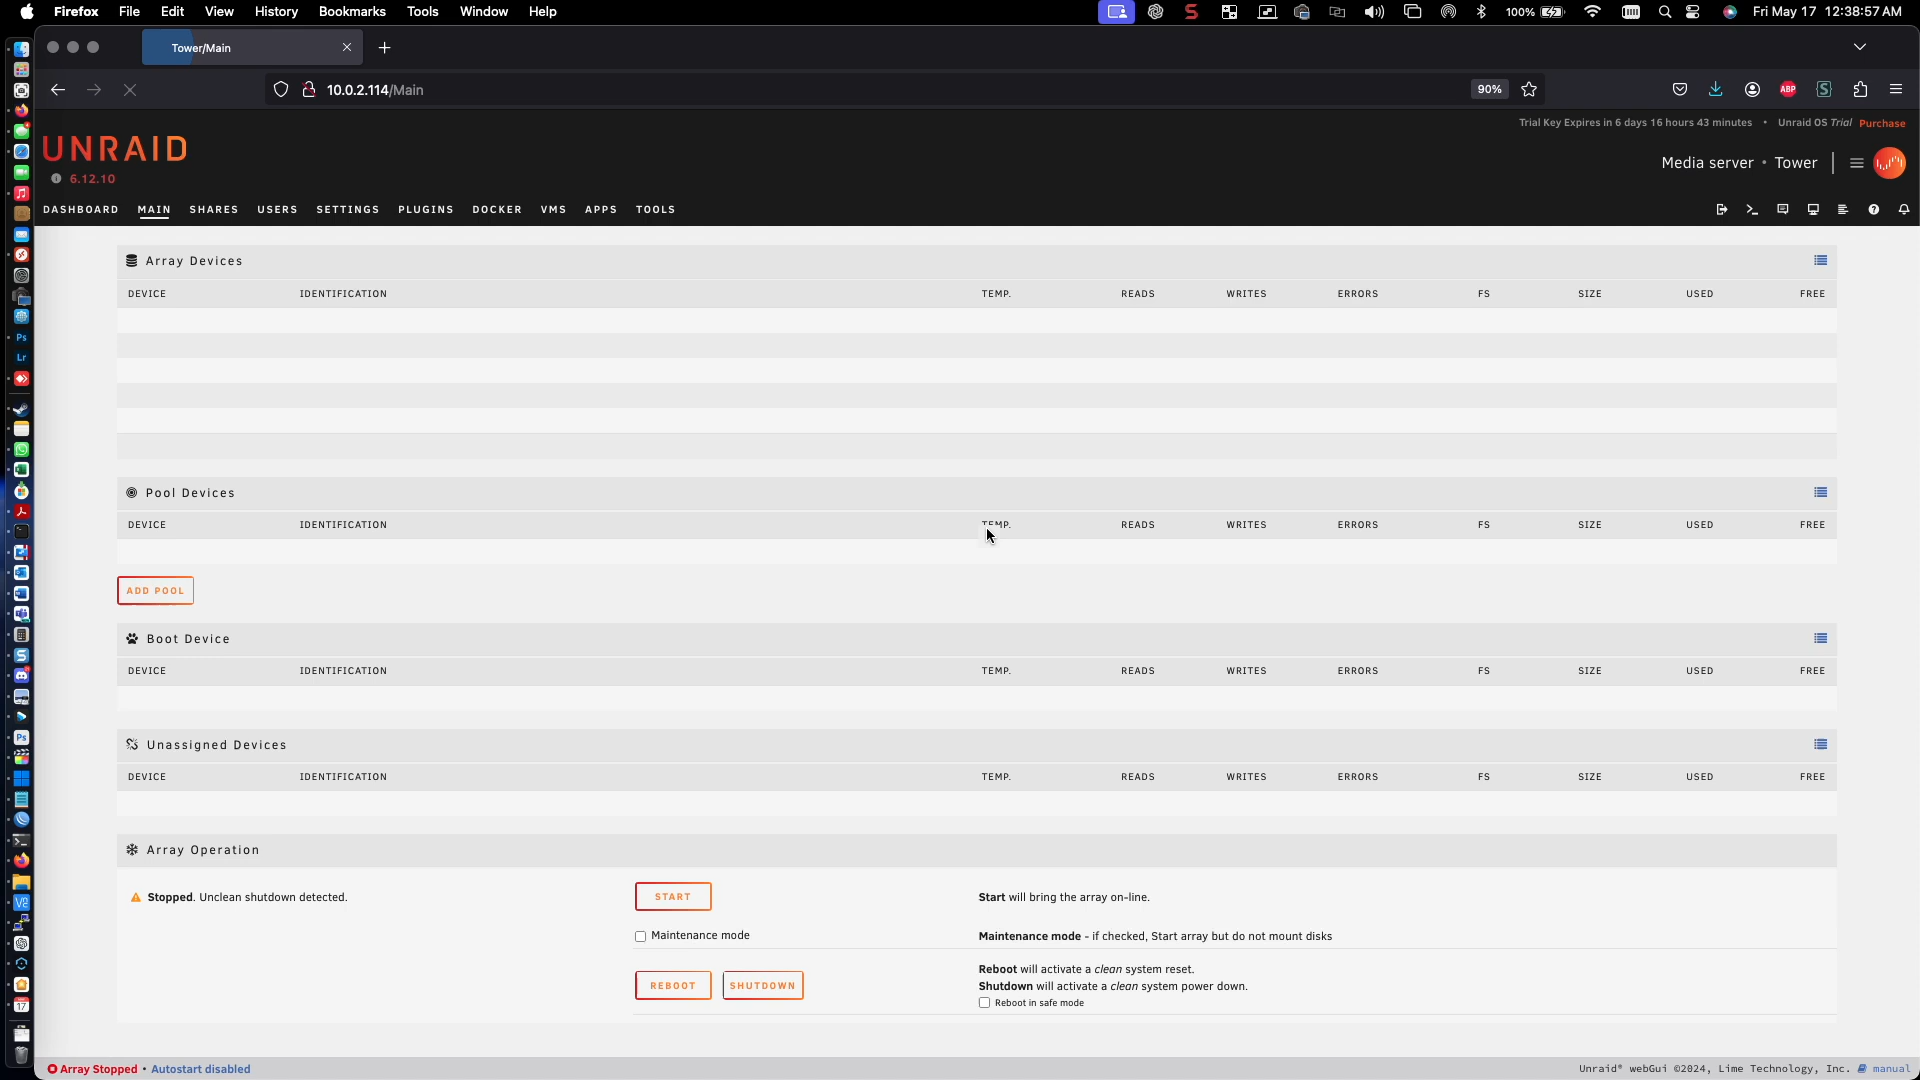 Firefox File Edit View History Bookmarks Tools Window Help
100% Fri May 17 12:38:57 AM
Tower/Main
10.0.2.114/Main 90%
ABP
Trial Key Expires in 6 days 16 hours 43 minutes • Unraid OS Trial Purchase
UNRAID
6.12.10
Media server • Tower
DASHBOARD MAIN SHARES USERS SETTINGS PLUGINS DOCKER VMS APPS TOOLS
Array Devices
DEVICE IDENTIFICATION TEMP. READS WRITES ERRORS FS SIZE USED FREE
Pool Devices
DEVICE IDENTIFICATION TEMP. READS WRITES ERRORS FS SIZE USED FREE
ADD POOL
Boot Device
DEVICE IDENTIFICATION TEMP. READS WRITES ERRORS FS SIZE USED FREE
Unassigned Devices
DEVICE IDENTIFICATION TEMP. READS WRITES ERRORS FS SIZE USED FREE
Array Operation
Stopped. Unclean shutdown detected. START Start will bring the array on-line.
Maintenance mode Maintenance mode - if checked, Start array but do not mount disks
REBOOT SHUTDOWN Reboot will activate a clean system reset.
Shutdown will activate a clean system power down.
Reboot in safe mode
Array Stopped • Autostart disabled
Unraid® webGui ©2024, Lime Technology, Inc. manual
Ps
Lr
Ps
17